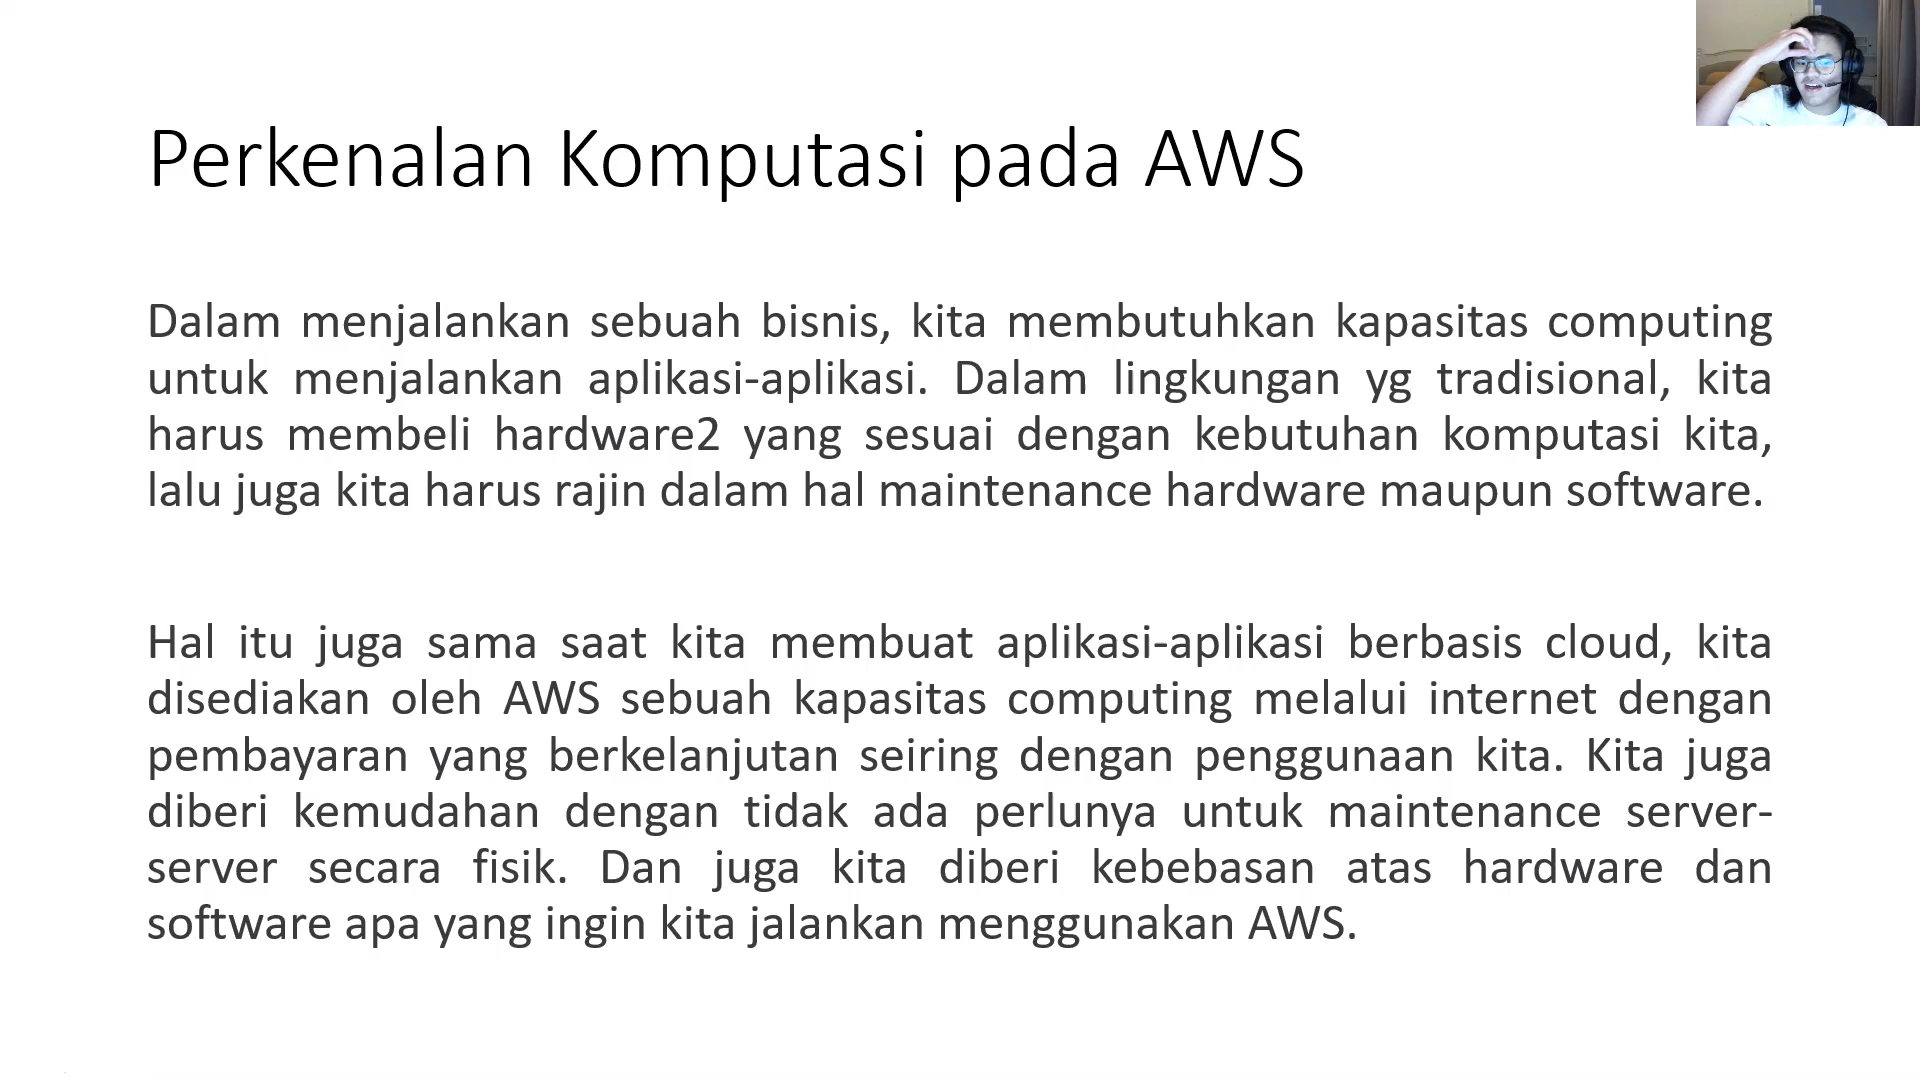 Perkenalan Komputasi pada AWS
Dalam menjalankan sebuah bisnis, kita membutuhkan kapasitas computing
untuk menjalankan aplikasi-aplikasi. Dalam lingkungan yg tradisional, kita
harus membeli hardware2 yang sesuai dengan kebutuhan komputasi kita,
lalu juga kita harus rajin dalam hal maintenance hardware maupun software.
Hal itu juga sama saat kita membuat aplikasi-aplikasi berbasis cloud, kita
disediakan oleh AWS sebuah kapasitas computing melalui internet dengan
pembayaran yang berkelanjutan seiring dengan penggunaan kita. Kita juga
diberi kemudahan dengan tidak ada perlunya untuk maintenance server-
server secara fisik. Dan juga kita diberi kebebasan atas hardware dan
software apa yang ingin kita jalankan menggunakan AWS.